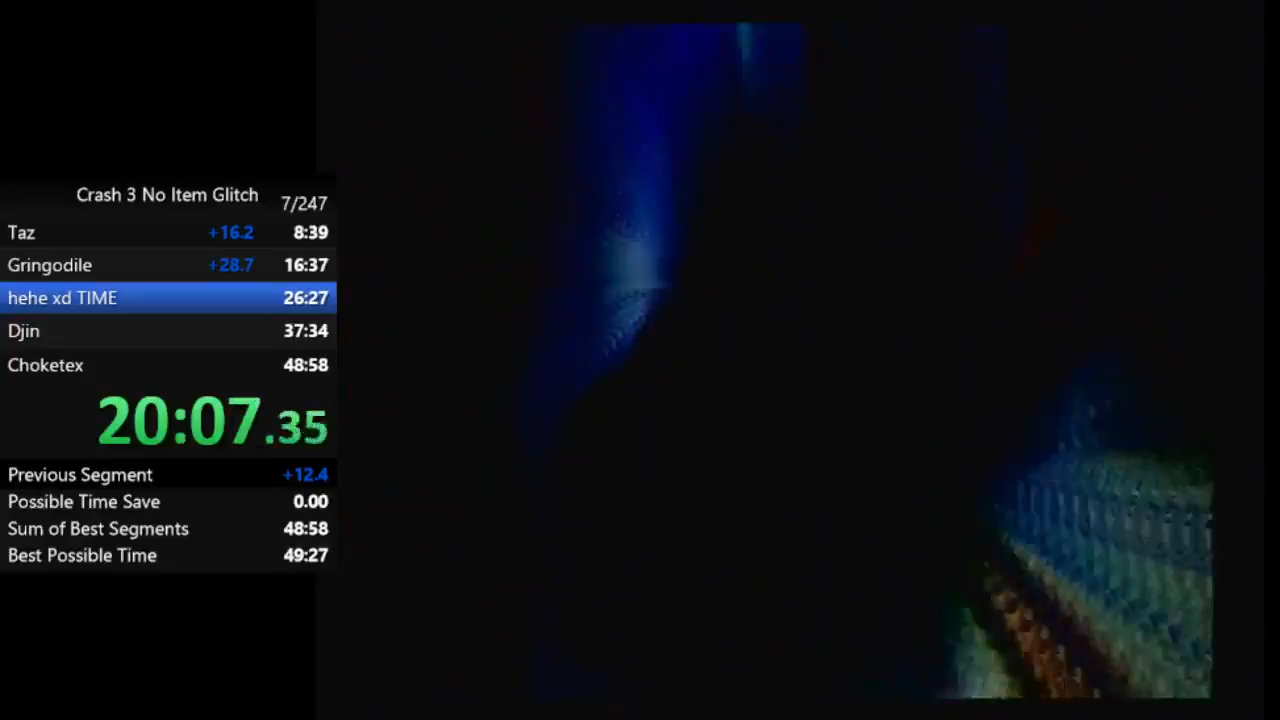 Crash 3 No Item Glitch 7/247
Taz +16.2 8:39
Gringodile +28.7 16:37
hehe xd TIME 26:27
Djin 37:34
Choketex 48:58
20:07.35
Previous Segment +12.4
Possible Time Save 0.00
Sum of Best Segments 48:58
Best Possible Time 49:27